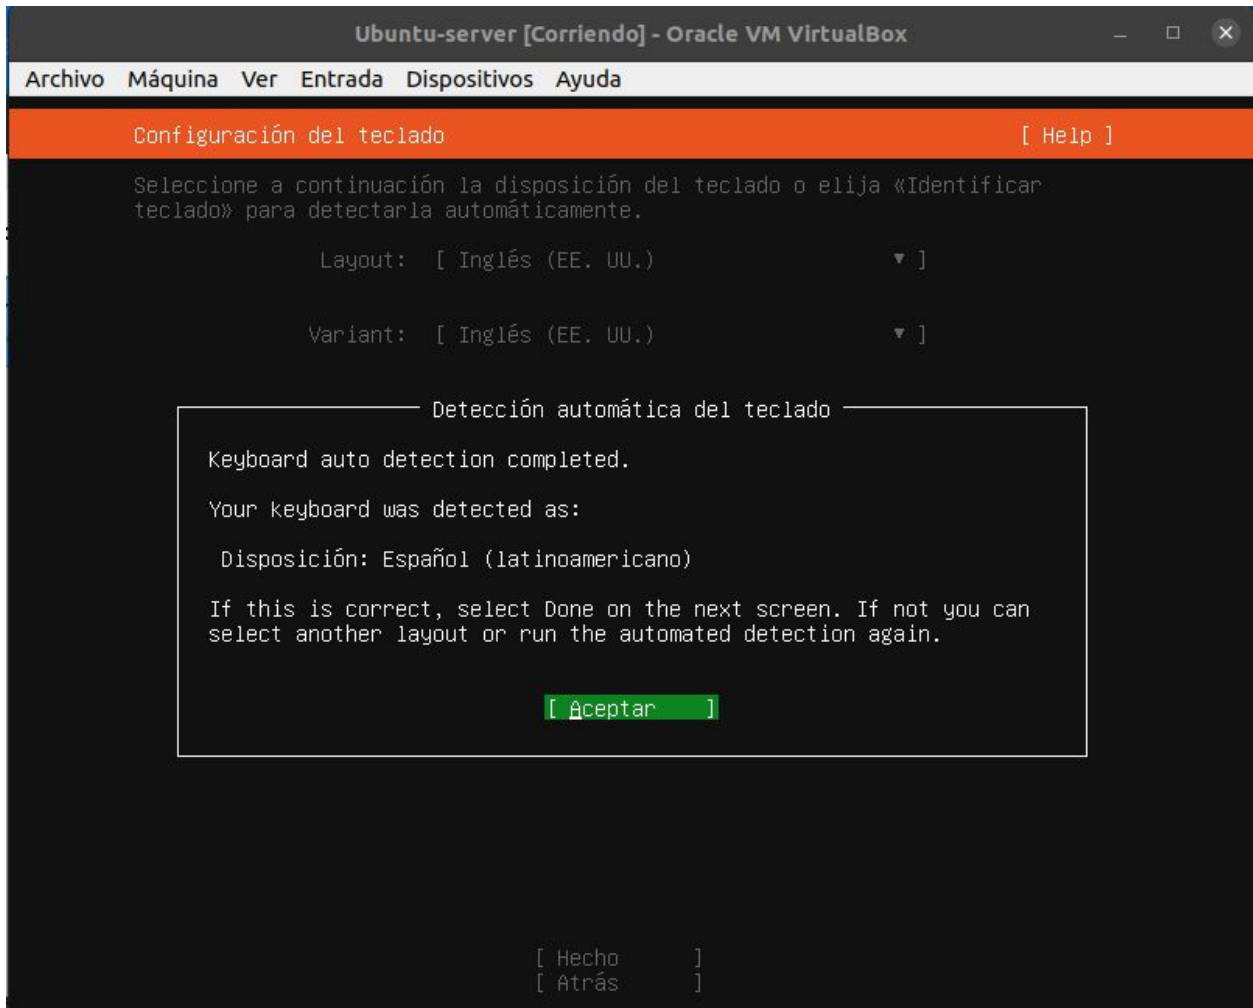 Ubuntu-server [Corriendo] - Oracle VM VirtualBox
Archivo Máquina Ver Entrada Dispositivos Ayuda
Configuración del teclado [ Help ]
Seleccione a continuación la disposición del teclado o elija «Identificar
teclado» para detectarla automáticamente.
Layout: [ Inglés (EE. UU.) ▾ ]
Variant: [ Inglés (EE. UU.) ▾ ]
Detección automática del teclado
Keyboard auto detection completed.
Your keyboard was detected as:
Disposición: Español (latinoamericano)
If this is correct, select Done on the next screen. If not you can
select another layout or run the automated detection again.
[ Aceptar ]
[ Hecho ]
[ Atrás ]